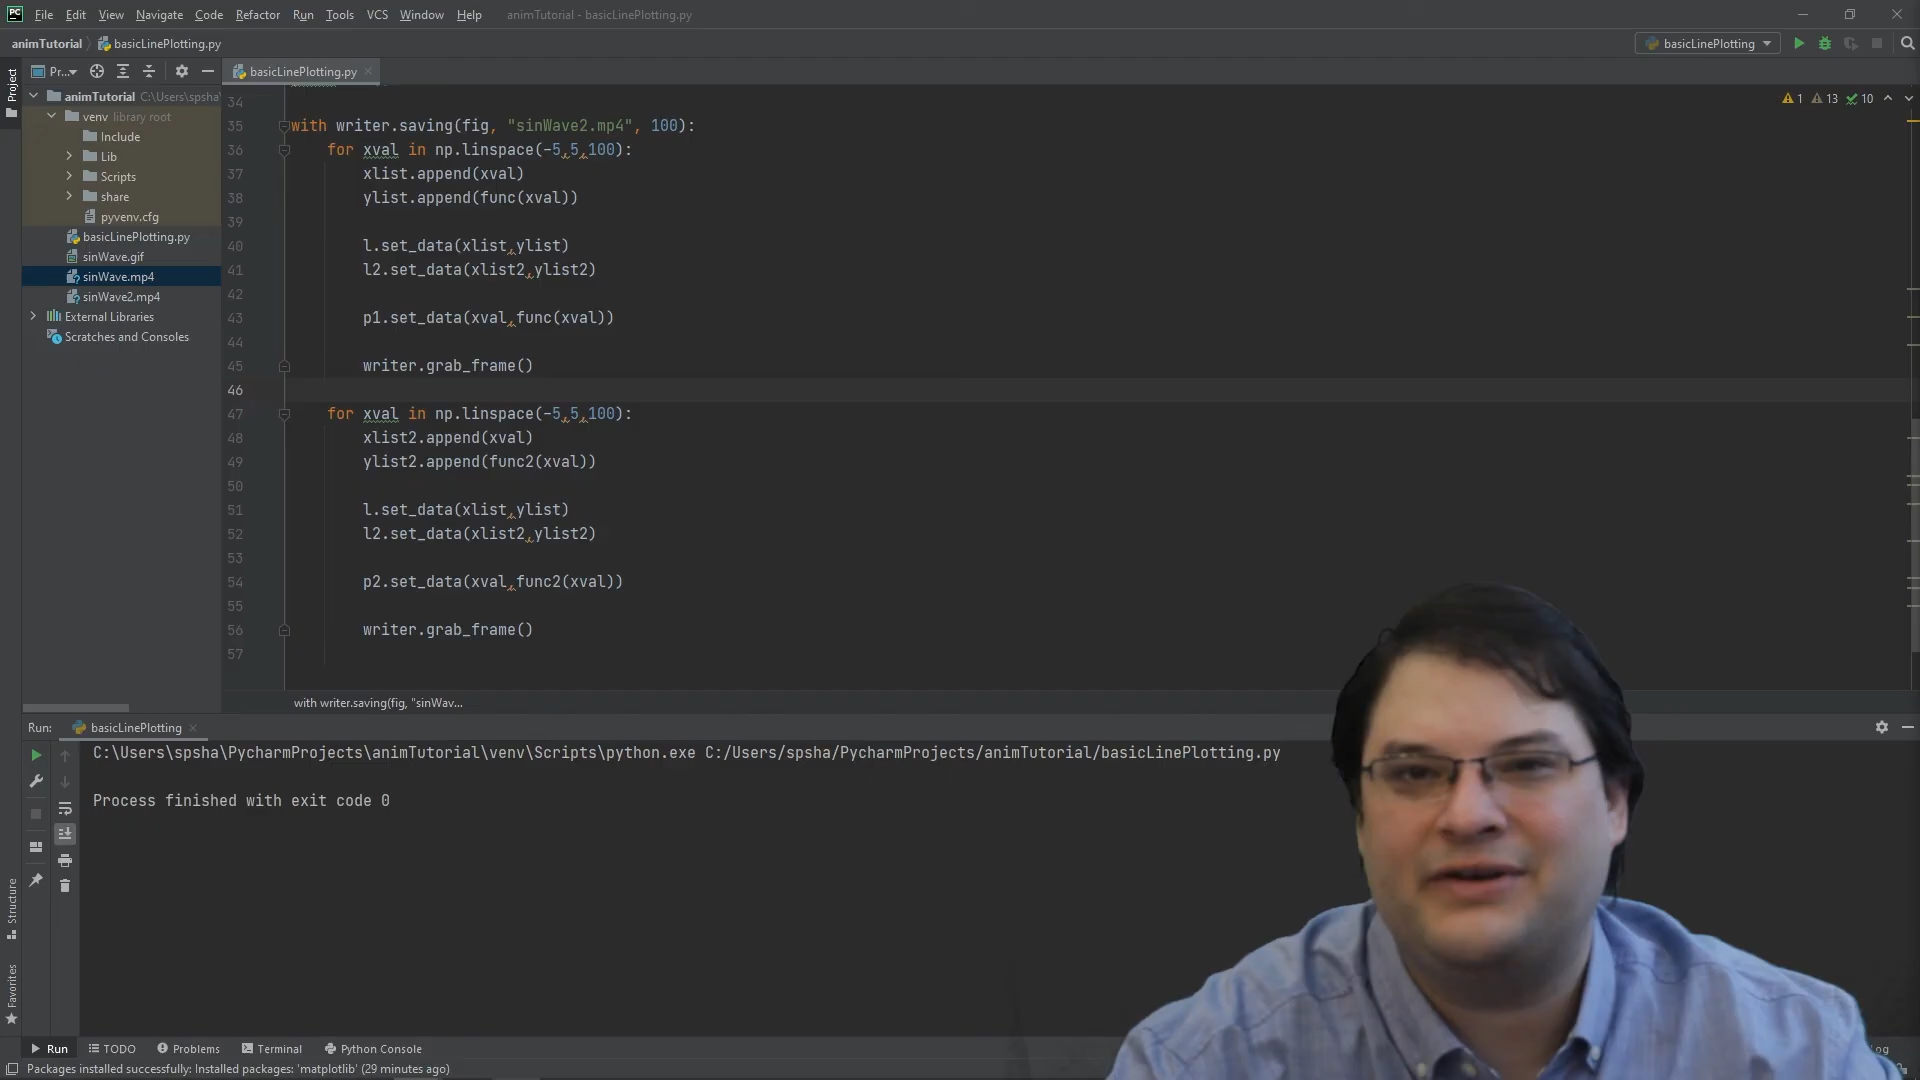 PC File Edit View Navigate Code Refactor Run Tools VCS Window Help animTutorial - basicLinePlotting.py
animTutorial basicLinePlotting.py
basicLinePlotting
Project
Pr...
basicLinePlotting.py
animTutorial C:\Users\spsha\
venv library root
Include
Lib
Scripts
share
pyvenv.cfg
basicLinePlotting.py
sinWave.gif
sinWave.mp4
sinWave2.mp4
External Libraries
Scratches and Consoles
1 13 10
34
35 with writer.saving(fig, "sinWave2.mp4", 100):
36 for xval in np.linspace(-5,5,100):
37 xlist.append(xval)
38 ylist.append(func(xval))
39
40 l.set_data(xlist,ylist)
41 l2.set_data(xlist2,ylist2)
42
43 p1.set_data(xval,func(xval))
44
45 writer.grab_frame()
46
47 for xval in np.linspace(-5,5,100):
48 xlist2.append(xval)
49 ylist2.append(func2(xval))
50
51 l.set_data(xlist,ylist)
52 l2.set_data(xlist2,ylist2)
53
54 p2.set_data(xval,func2(xval))
55
56 writer.grab_frame()
57
with writer.saving(fig, "sinWav...
Run: basicLinePlotting
C:\Users\spsha\PycharmProjects\animTutorial\venv\Scripts\python.exe C:/Users/spsha/PycharmProjects/animTutorial/basicLinePlotting.py
Process finished with exit code 0
Structure
Favorites
Run TODO Problems Terminal Python Console
Packages installed successfully: Installed packages: 'matplotlib' (29 minutes ago)